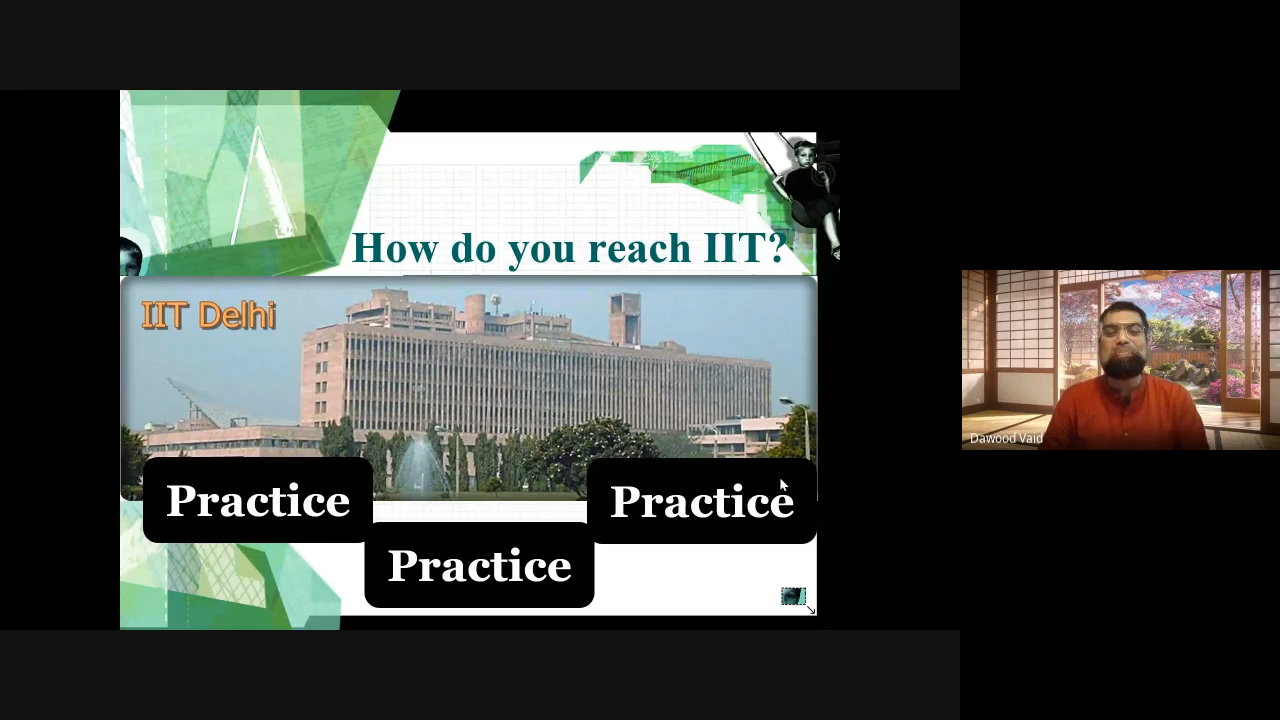 How do you reach IIT?
IIT Delhi
Practice
Practice
Practice
Dawood Vaid